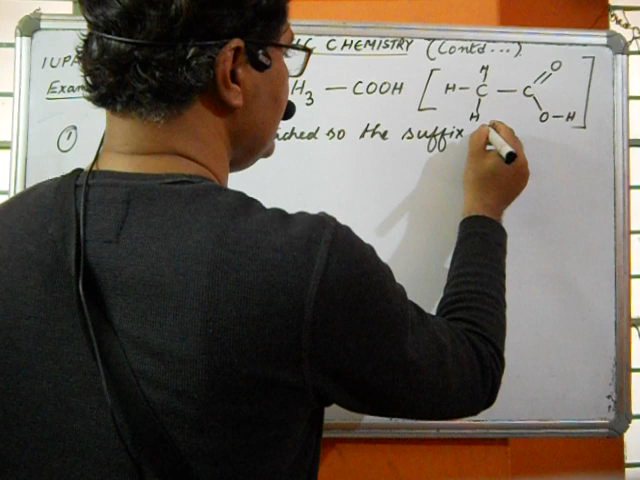 IUPA C CHEMISTRY (Contd...)
Exam H3 — COOH [H–C–C O O–H H H]
① ched so the suffix